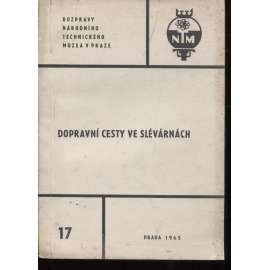 ROZPRAVY
NÁRODNÍHO
TECHNICKÉHO
MUZEA V PRAZE
NTM
DOPRAVNÍ CESTY VE SLÉVÁRNÁCH
17
PRAHA 1965